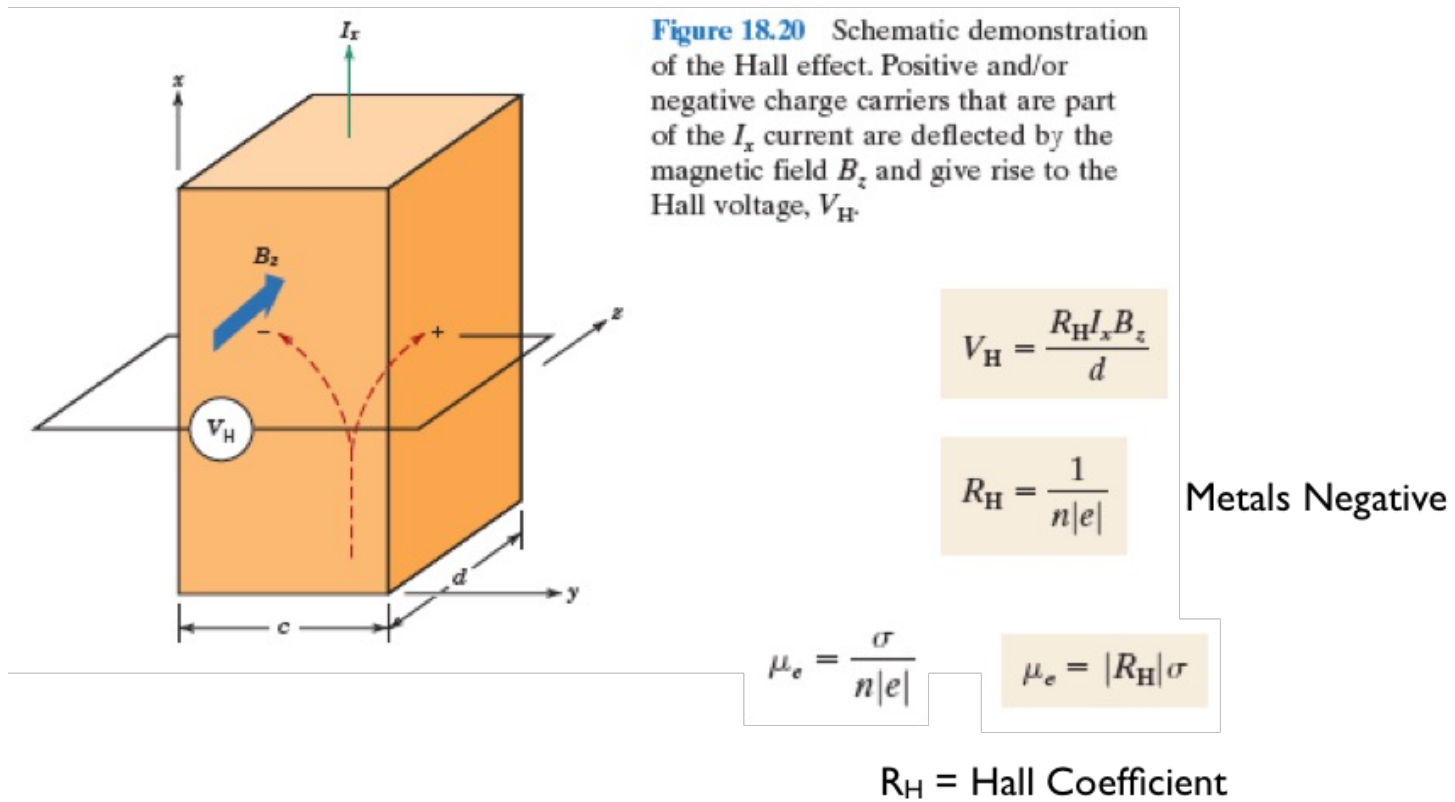 Figure 18.20 Schematic demonstration
of the Hall effect. Positive and/or
negative charge carriers that are part
of the Iₓ current are deflected by the
magnetic field B_z and give rise to the
Hall voltage, V_H.
Iₓ
x
B_z
z
− +
V_H
d
y
c
V_H = R_H Iₓ B_z / d
R_H = 1 / n|e|
Metals Negative
μₑ = σ / n|e|
μₑ = |R_H|σ
R_H = Hall Coefficient